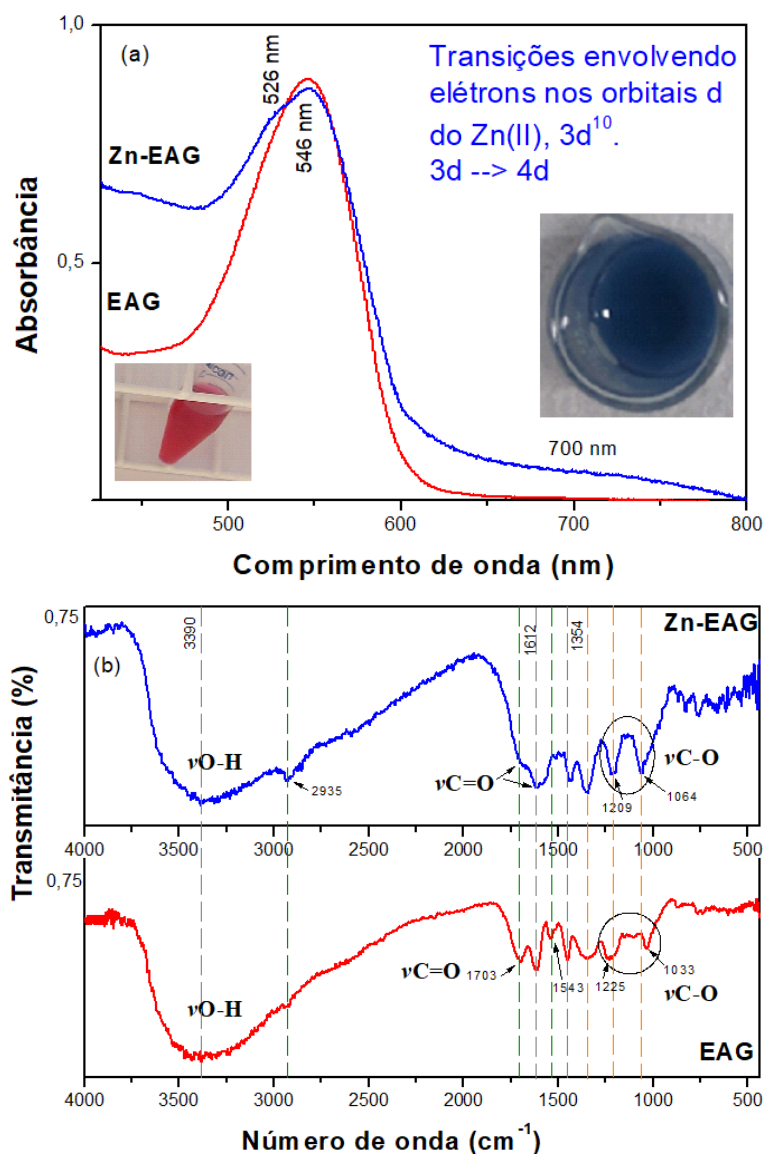 1,0
(a)
526 nm
546 nm
Transições envolvendo
elétrons nos orbitais d
do Zn(II), 3d¹⁰.
3d --> 4d
Zn-EAG
0,5
EAG
700 nm
Absorbância
500 600 700 800
Comprimento de onda (nm)
0,75
3390
1612
1354
Zn-EAG
(b)
νO-H
2935
νC=O
νC-O
1209
1064
4000 3500 3000 2500 2000 1500 1000 500
Transmitância (%)
0,75
νO-H
νC=O 1703
1543
1225
1033
νC-O
EAG
4000 3500 3000 2500 2000 1500 1000 500
Número de onda (cm⁻¹)